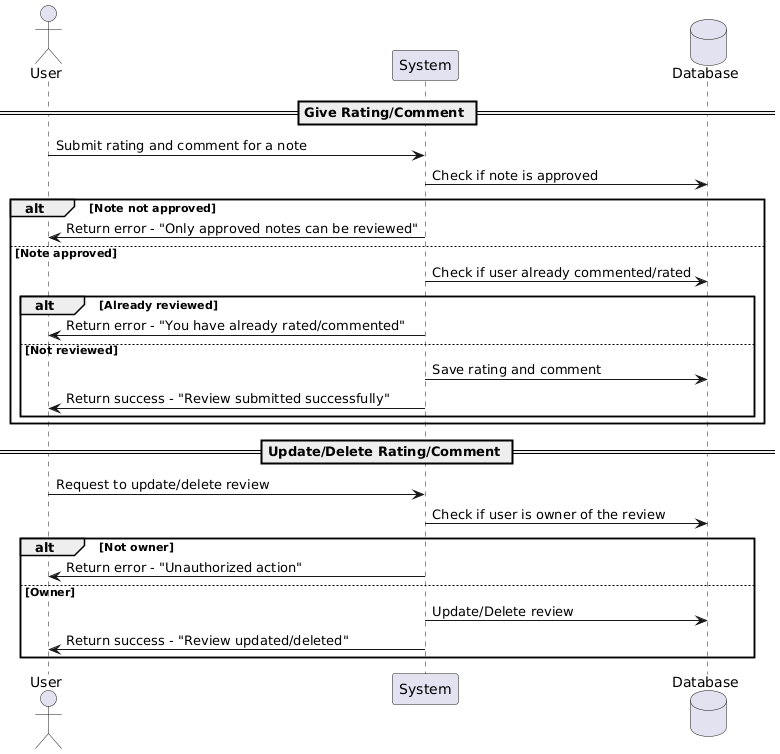 User
System
Database
Give Rating/Comment
Submit rating and comment for a note
Check if note is approved
alt [Note not approved]
Return error - "Only approved notes can be reviewed"
[Note approved]
Check if user already commented/rated
alt [Already reviewed]
Return error - "You have already rated/commented"
[Not reviewed]
Save rating and comment
Return success - "Review submitted successfully"
Update/Delete Rating/Comment
Request to update/delete review
Check if user is owner of the review
alt [Not owner]
Return error - "Unauthorized action"
[Owner]
Update/Delete review
Return success - "Review updated/deleted"
User
System
Database